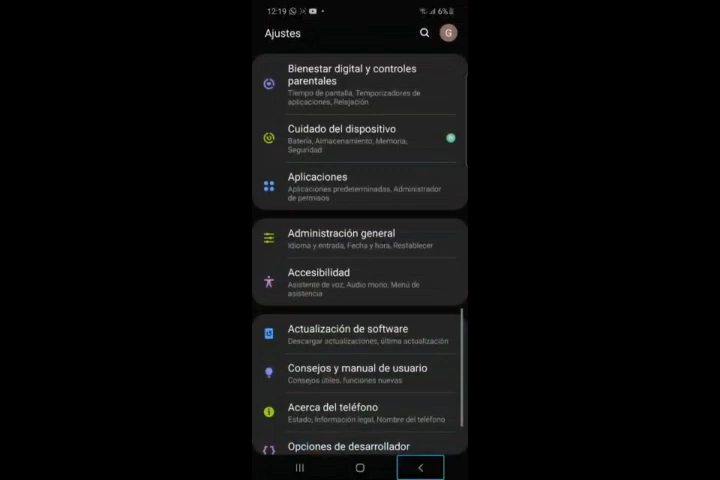 12:19
6%
Ajustes
G
Bienestar digital y controles
parentales
Tiempo de pantalla, Temporizadores de
aplicaciones, Relajación
Cuidado del dispositivo
Batería, Almacenamiento, Memoria,
Seguridad
Aplicaciones
Aplicaciones predeterminadas, Administrador
de permisos
Administración general
Idioma y entrada, Fecha y hora, Restablecer
Accesibilidad
Asistente de voz, Audio mono, Menú de
asistencia
Actualización de software
Descargar actualizaciones, última actualización
Consejos y manual de usuario
Consejos útiles, funciones nuevas
Acerca del teléfono
Estado, Información legal, Nombre del teléfono
Opciones de desarrollador